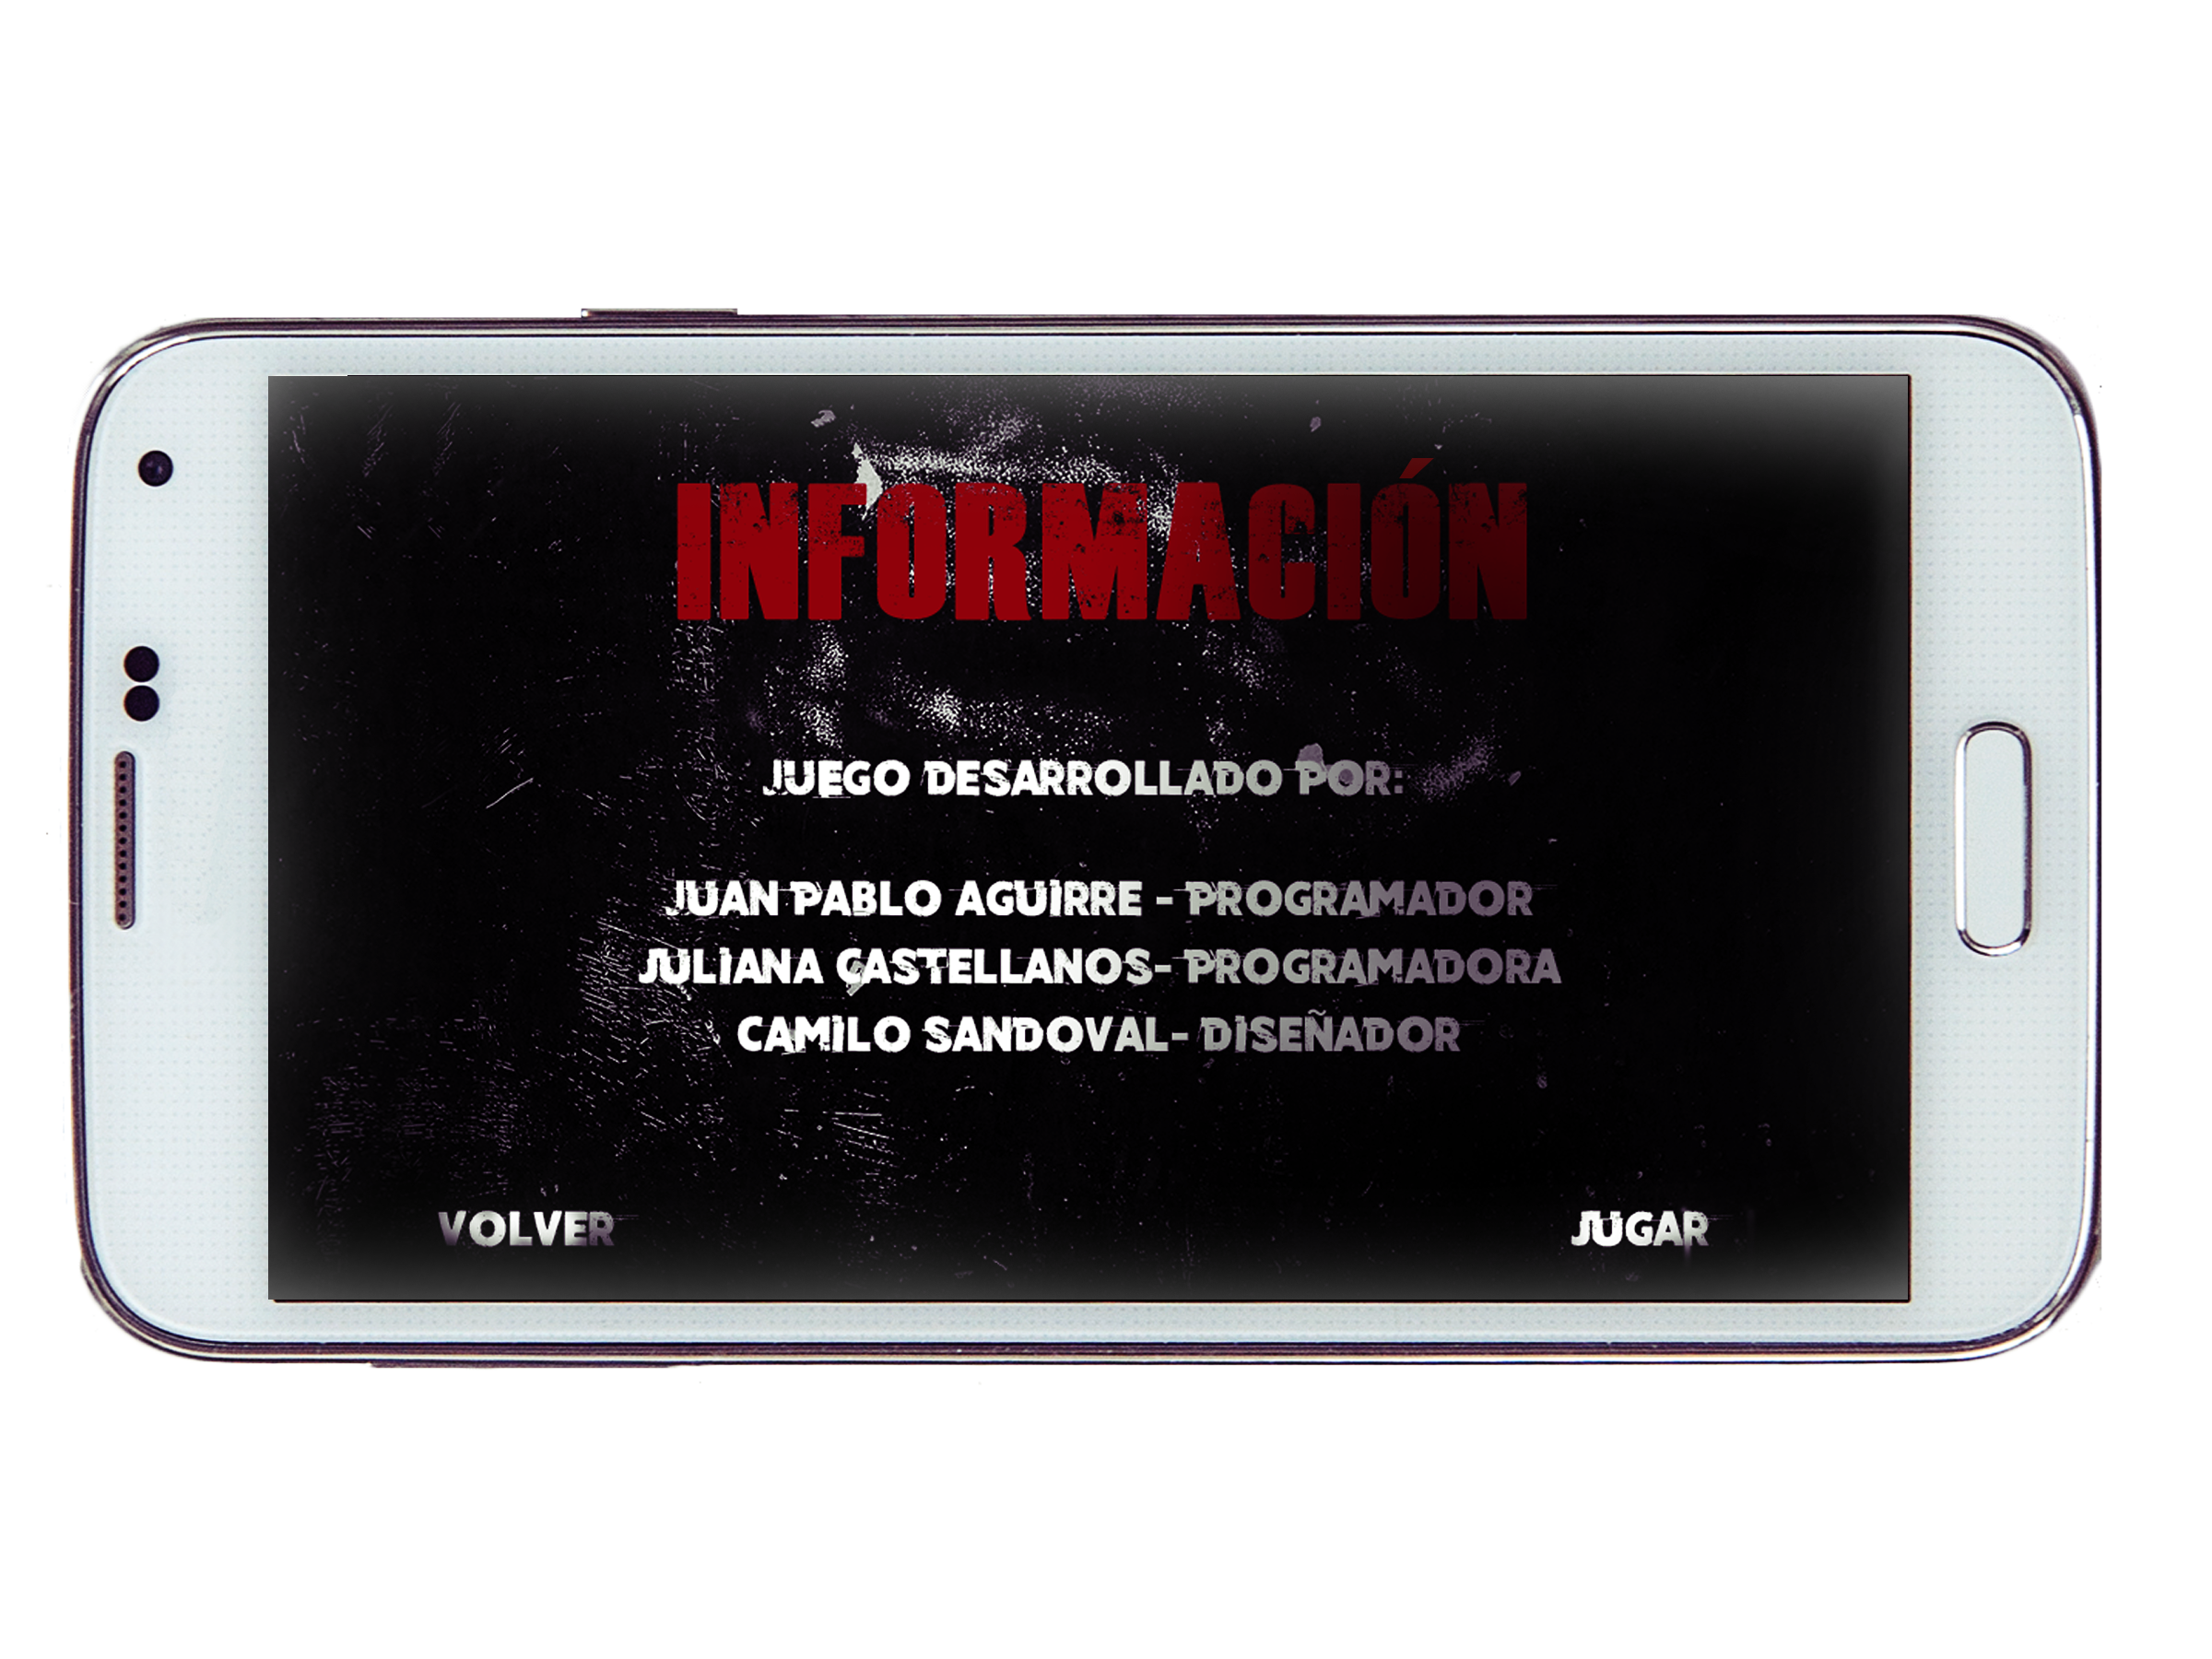 INFORMACIÓN
JUEGO DESARROLLADO POR:
JUAN PABLO AGUIRRE - PROGRAMADOR
JULIANA CASTELLANOS- PROGRAMADORA
CAMILO SANDOVAL- DISEÑADOR
VOLVER
JUGAR